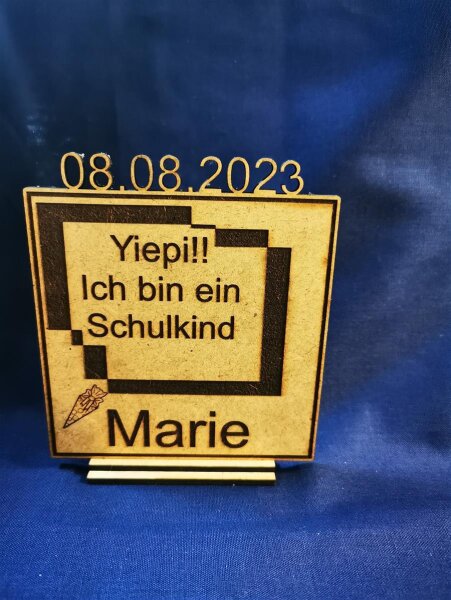 08.08.2023
Yiepi!!
Ich bin ein
Schulkind
Marie